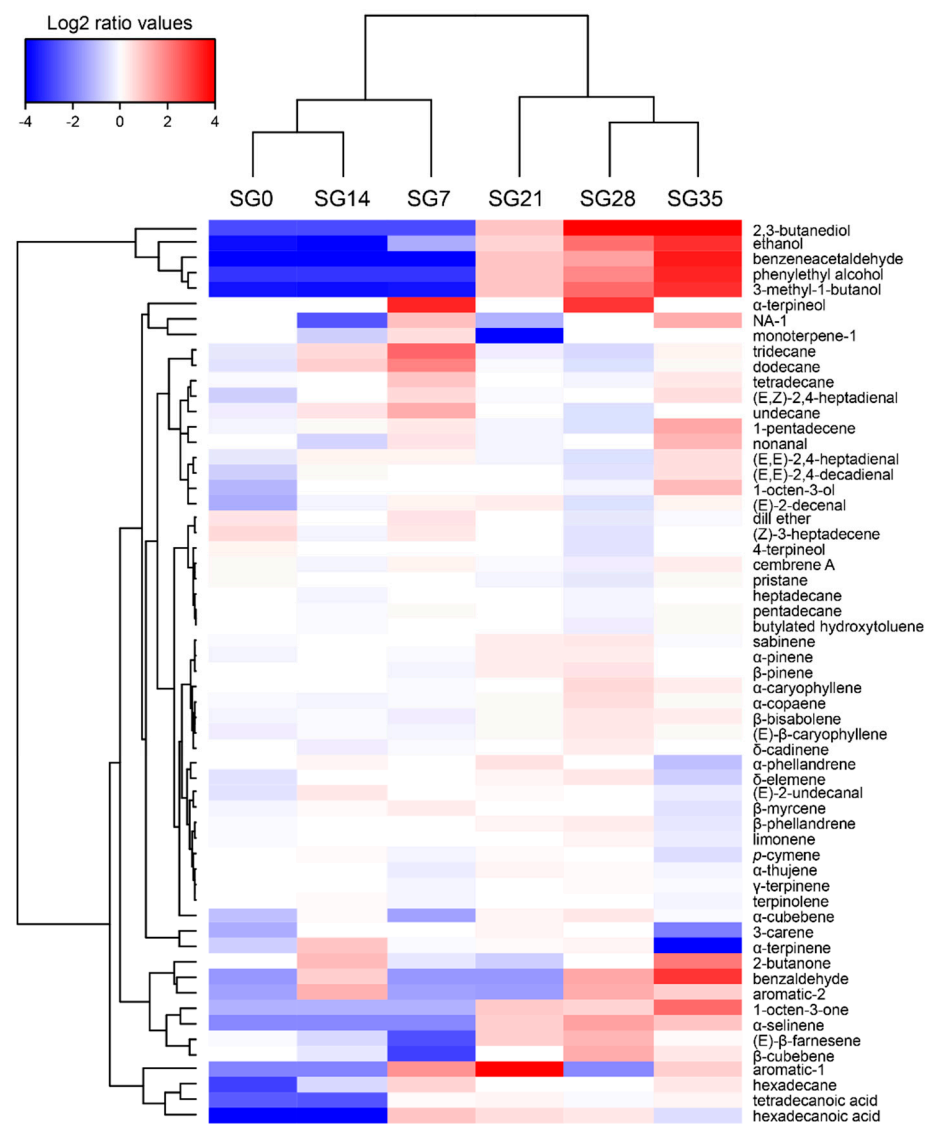 Log2 ratio values
-4 -2 0 2 4
SG0 SG14 SG7 SG21 SG28 SG35
2,3-butanediol
ethanol
benzeneacetaldehyde
phenylethyl alcohol
3-methyl-1-butanol
α-terpineol
NA-1
monoterpene-1
tridecane
dodecane
tetradecane
(E,Z)-2,4-heptadienal
undecane
1-pentadecene
nonanal
(E,E)-2,4-heptadienal
(E,E)-2,4-decadienal
1-octen-3-ol
(E)-2-decenal
dill ether
(Z)-3-heptadecene
4-terpineol
cembrene A
pristane
heptadecane
pentadecane
butylated hydroxytoluene
sabinene
α-pinene
β-pinene
α-caryophyllene
α-copaene
β-bisabolene
(E)-β-caryophyllene
δ-cadinene
α-phellandrene
δ-elemene
(E)-2-undecanal
β-myrcene
β-phellandrene
limonene
p-cymene
α-thujene
γ-terpinene
terpinolene
α-cubebene
3-carene
α-terpinene
2-butanone
benzaldehyde
aromatic-2
1-octen-3-one
α-selinene
(E)-β-farnesene
β-cubebene
aromatic-1
hexadecane
tetradecanoic acid
hexadecanoic acid